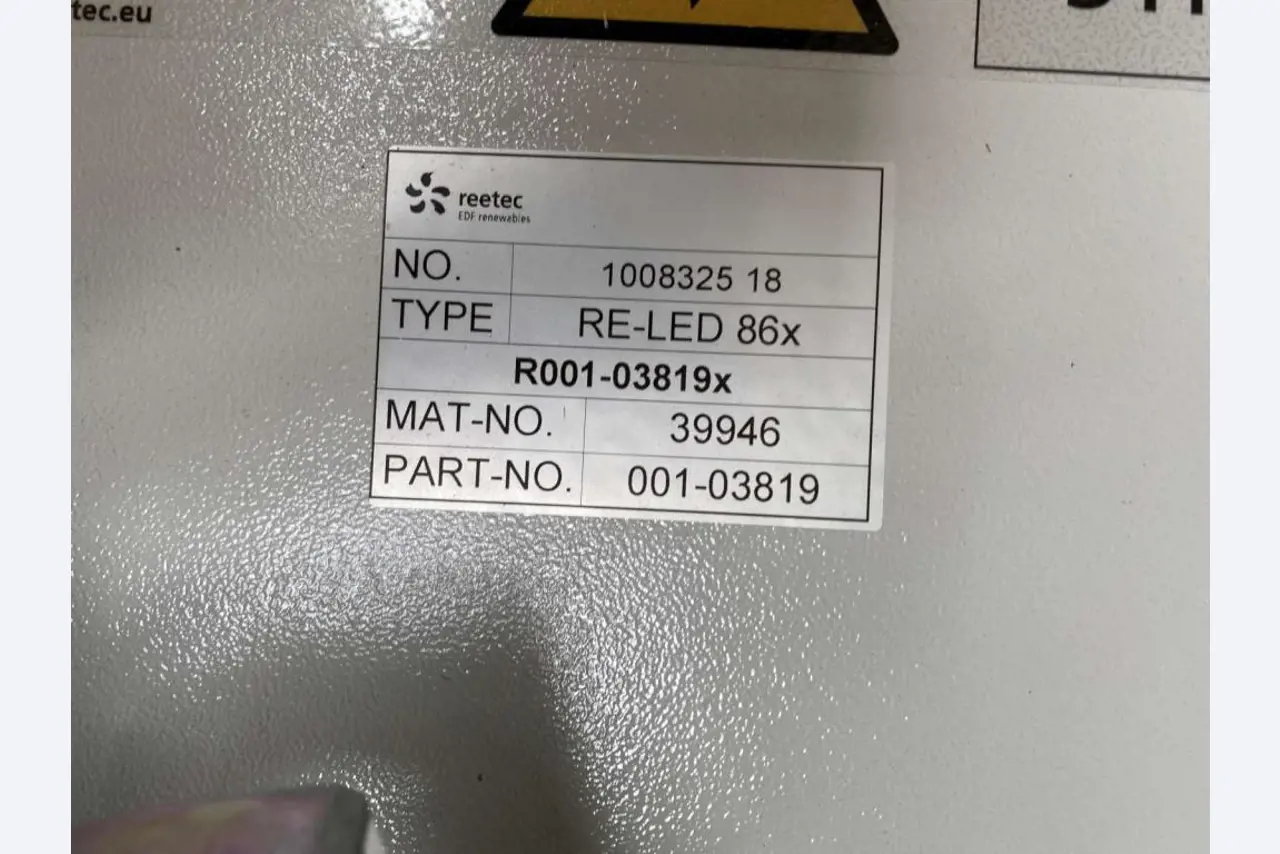 tec.eu
reetec
EDF renewables
NO. 1008325 18
TYPE RE-LED 86x
R001-03819x
MAT-NO. 39946
PART-NO. 001-03819